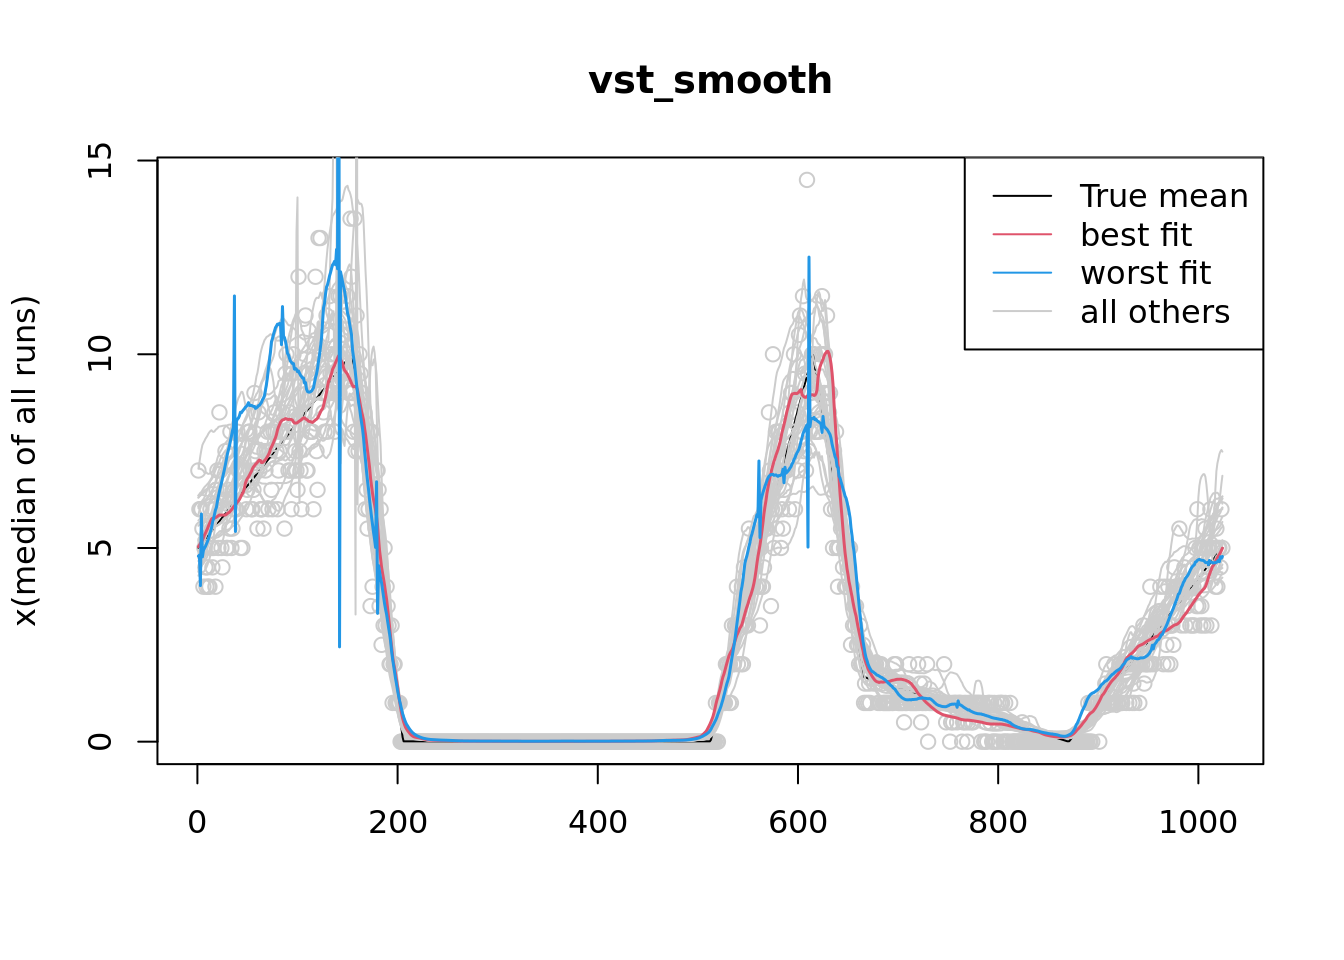 vst_smooth
x(median of all runs)
15
10
5
0
True mean
best fit
worst fit
all others
0 200 400 600 800 1000